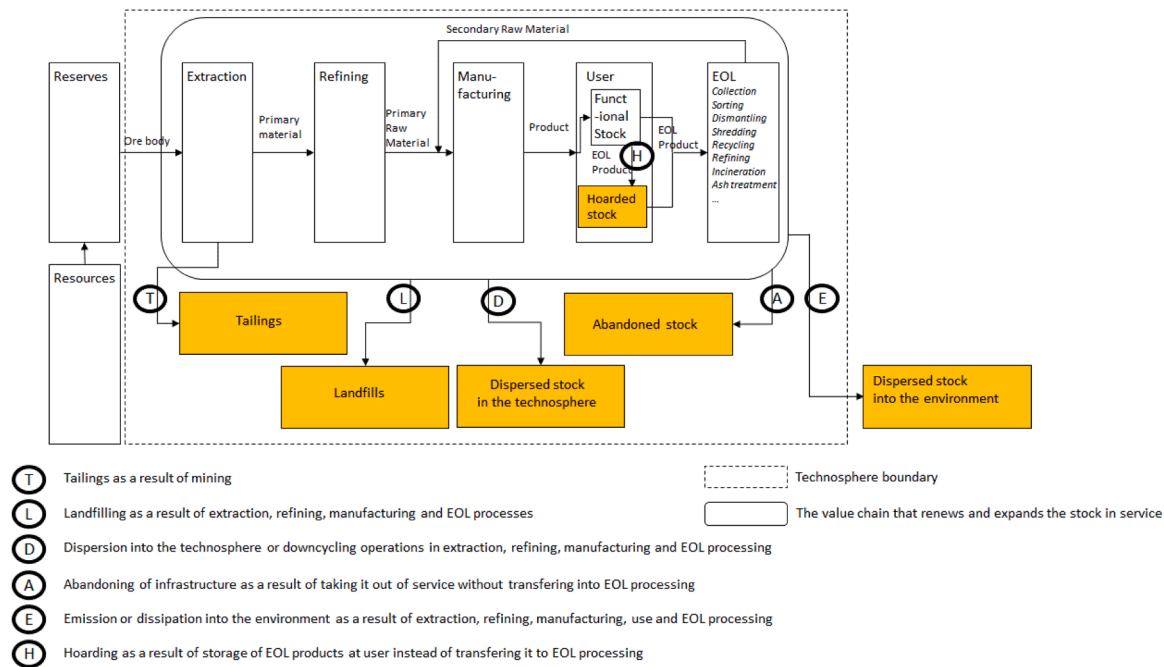 Secondary Raw Material
Reserves
Extraction
Refining
Manu-
facturing
User
EOL
Collection
Sorting
Dismantling
Shredding
Recycling
Refining
Incineration
Ash treatment
...
Funct
-ional
Stock
Ore body
Primary
material
Primary
Raw
Material
Product
EOL
Product
H
EOL
Product
Hoarded
stock
Resources
T
L
D
A
E
Tailings
Abandoned stock
Landfills
Dispersed stock
in the technosphere
Dispersed stock
into the environment
T Tailings as a result of mining
Technosphere boundary
L Landfilling as a result of extraction, refining, manufacturing and EOL processes
The value chain that renews and expands the stock in service
D Dispersion into the technosphere or downcycling operations in extraction, refining, manufacturing and EOL processing
A Abandoning of infrastructure as a result of taking it out of service without transfering into EOL processing
E Emission or dissipation into the environment as a result of extraction, refining, manufacturing, use and EOL processing
H Hoarding as a result of storage of EOL products at user instead of transfering it to EOL processing